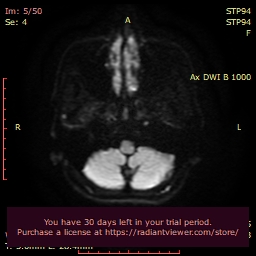 Im: 5/50
STP94
Se: 4
STP94
A
F
Ax DWI B 1000
R
L
You have 30 days left in your trial period.
Purchase a license at https://radiantviewer.com/store/